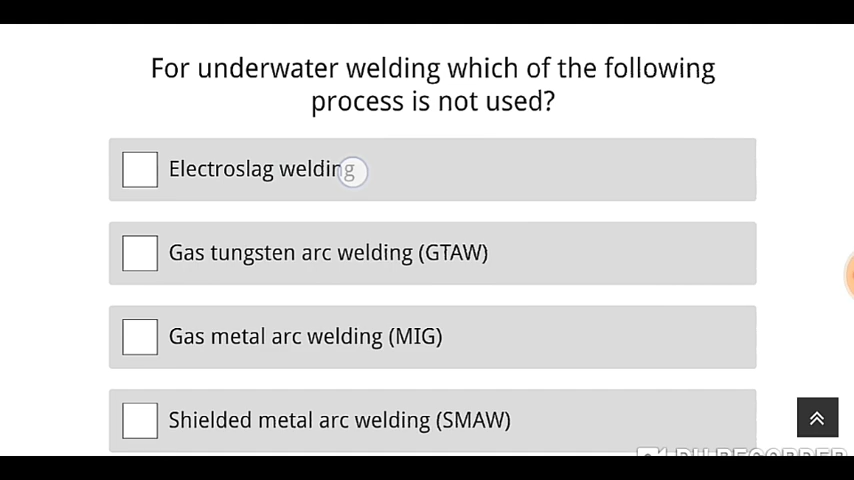 For underwater welding which of the following
process is not used?
Electroslag welding
Gas tungsten arc welding (GTAW)
Gas metal arc welding (MIG)
Shielded metal arc welding (SMAW)